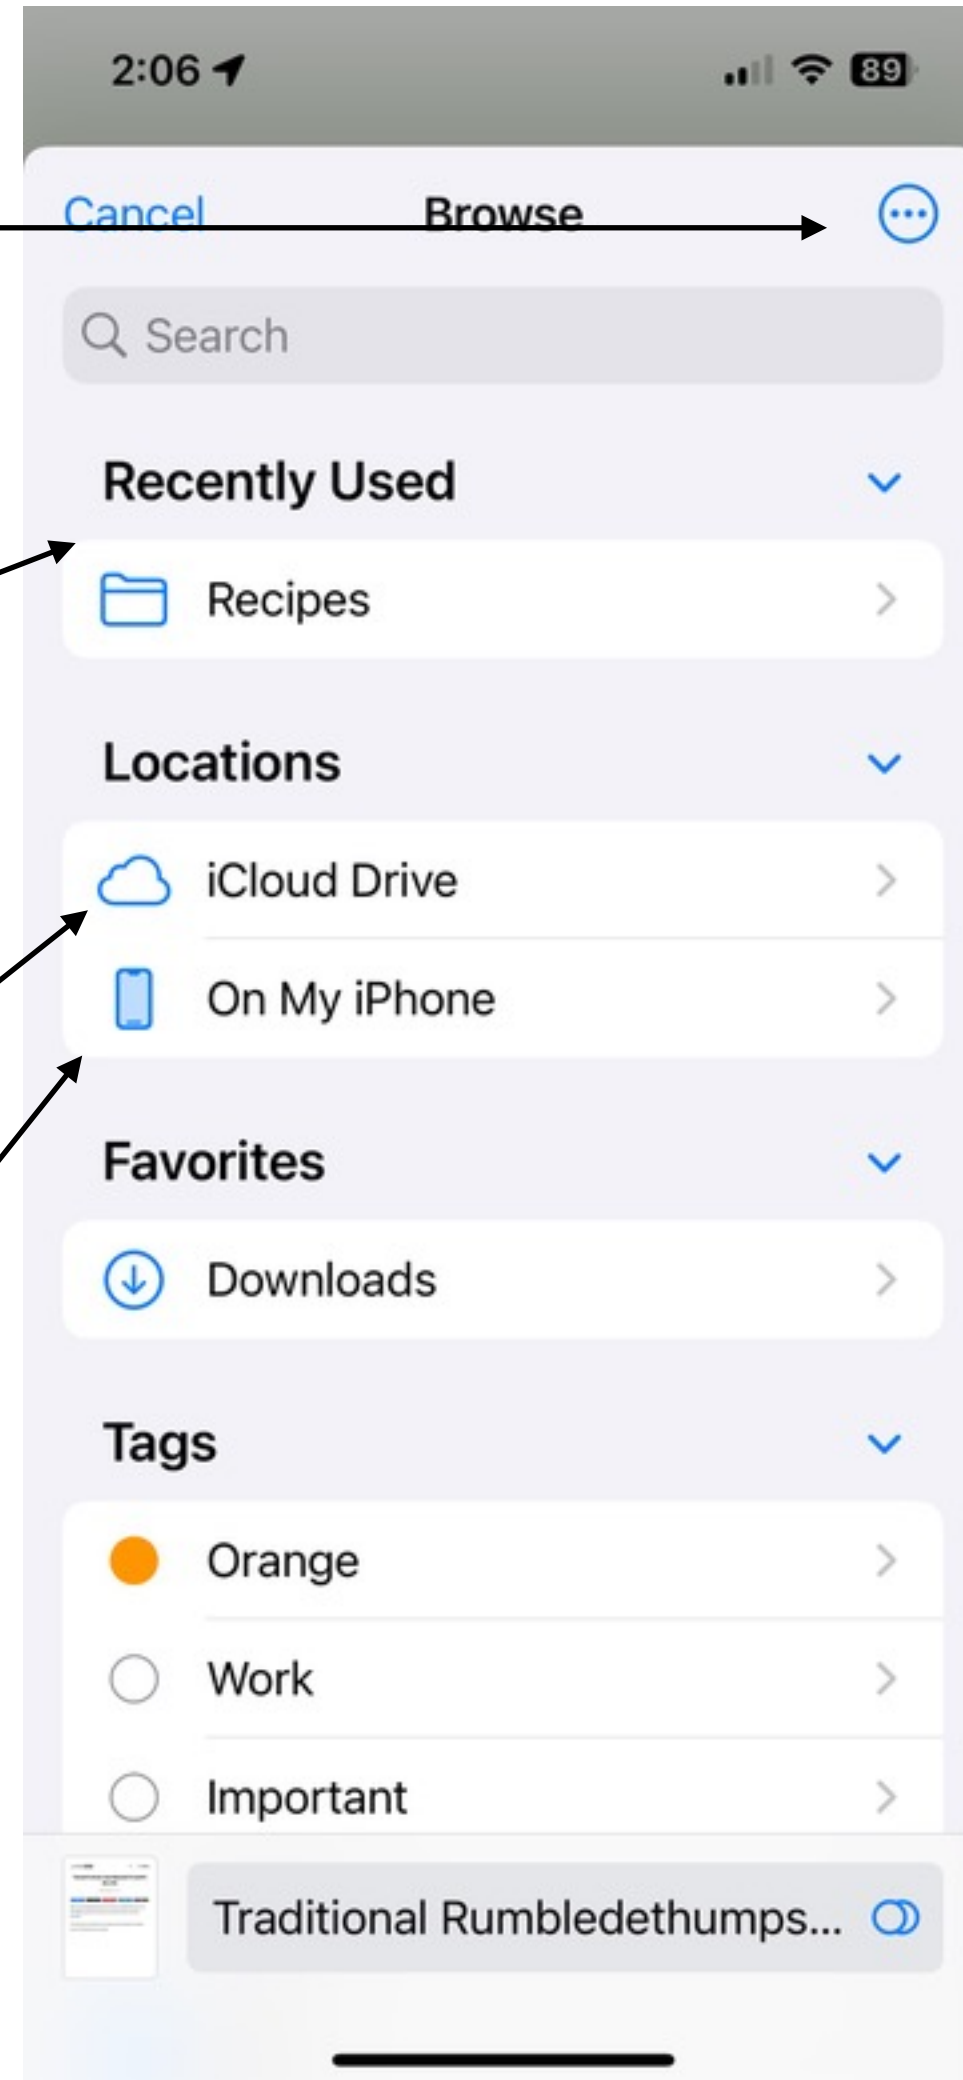 2:06
89
Cancel Browse
Search
Recently Used
Recipes
Locations
iCloud Drive
On My iPhone
Favorites
Downloads
Tags
Orange
Work
Important
Traditional Rumbledethumps...